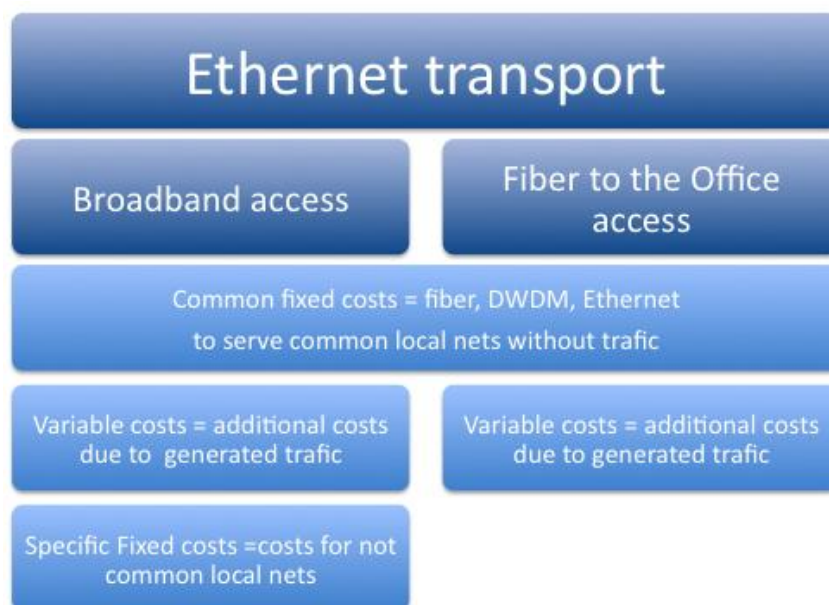 Ethernet transport
Broadband access
Fiber to the Office
access
Common fixed costs = fiber, DWDM, Ethernet
to serve common local nets without trafic
Variable costs = additional costs
due to  generated trafic
Variable costs = additional costs
due to generated trafic
Specific Fixed costs =costs for not
common local nets